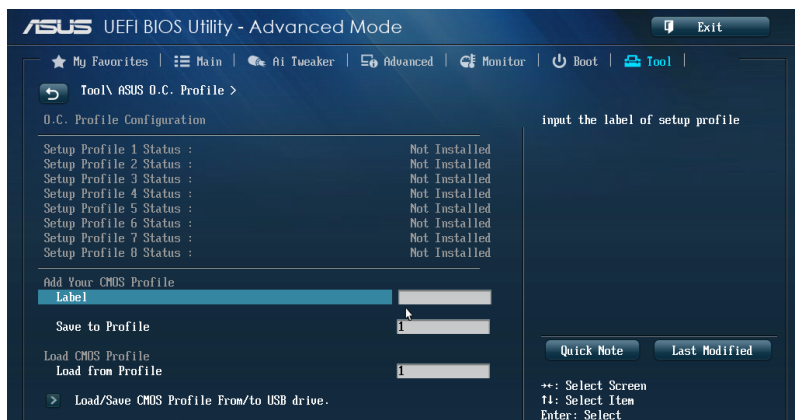 ASUS UEFI BIOS Utility - Advanced Mode
Exit
My Favorites | Main | Ai Tweaker | Advanced | Monitor | Boot | Tool |
Tool\ ASUS O.C. Profile >
O.C. Profile Configuration
input the label of setup profile
Setup Profile 1 Status : Not Installed
Setup Profile 2 Status : Not Installed
Setup Profile 3 Status : Not Installed
Setup Profile 4 Status : Not Installed
Setup Profile 5 Status : Not Installed
Setup Profile 6 Status : Not Installed
Setup Profile 7 Status : Not Installed
Setup Profile 8 Status : Not Installed
Add Your CMOS Profile
Label
Save to Profile 1
Load CMOS Profile
Load from Profile 1
> Load/Save CMOS Profile From/to USB drive.
Quick Note
Last Modified
→←: Select Screen
↑↓: Select Item
Enter: Select